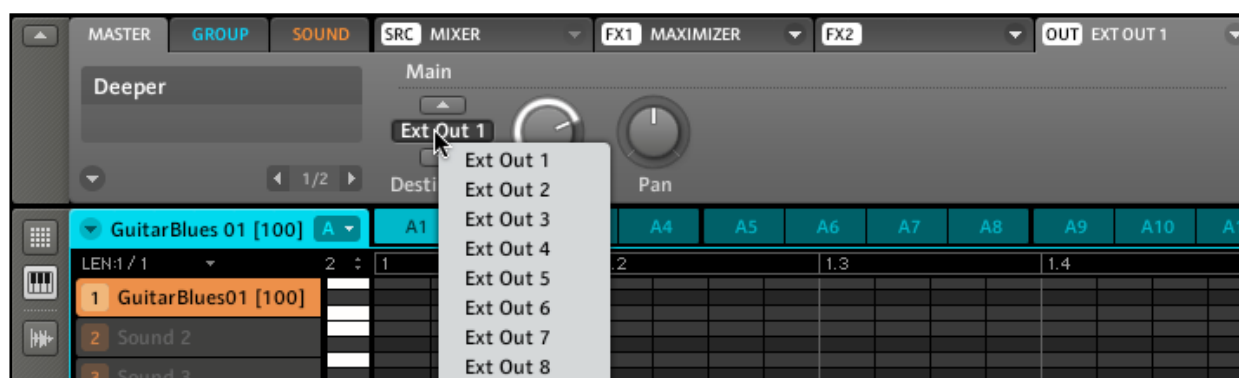 MASTER GROUP SOUND SRC MIXER FX1 MAXIMIZER FX2 OUT EXT OUT 1
Main
Deeper
Ext Out 1
Ext Out 1
1/2 Desti Ext Out 2 Pan
GuitarBlues 01 [100] A A1 Ext Out 3 A4 A5 A6 A7 A8 A9 A10
Ext Out 4
LEN:1/1 2 1 .2 1.3 1.4
Ext Out 5
1 GuitarBlues01 [100]
Ext Out 6
2 Sound 2 Ext Out 7
Ext Out 8
3 Sound 3